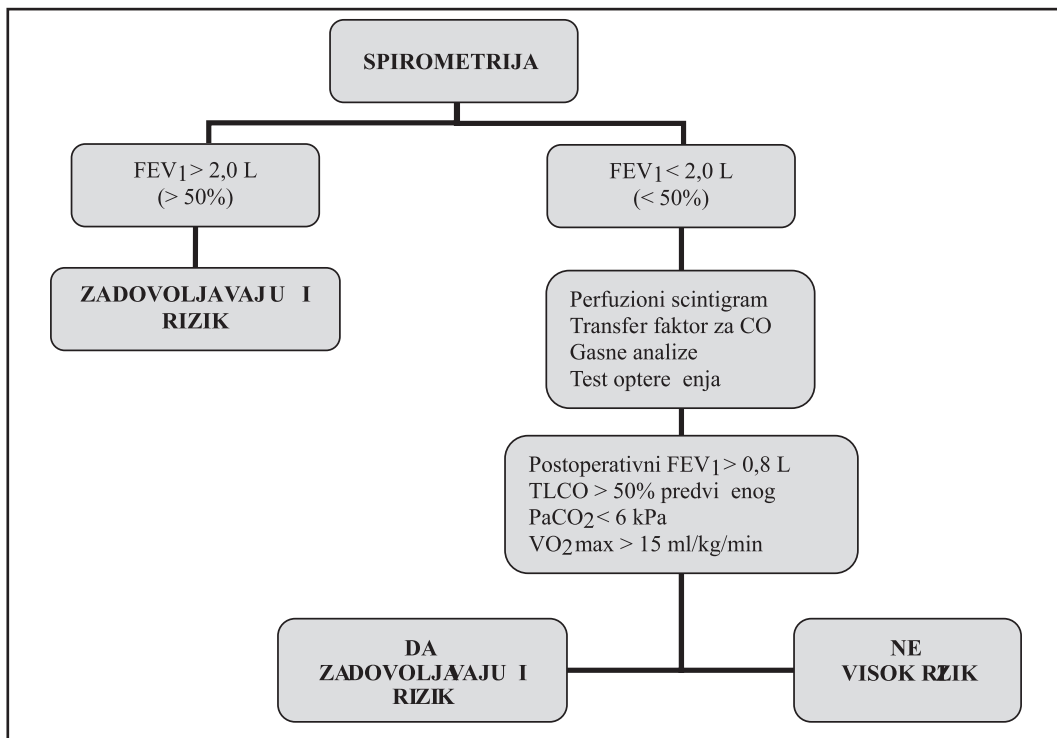 SPIROMETRIJA
FEV1 > 2,0 L
(> 50%)
FEV1 < 2,0 L
(< 50%)
ZADOVOLJAVAJU I
RIZIK
Perfuzioni scintigram
Transfer faktor za CO
Gasne analize
Test optere enja
Postoperativni FEV1 > 0,8 L
TLCO > 50% predvi enog
PaCO2 < 6 kPa
VO2max > 15 ml/kg/min
DA
ZADOVOLJAVAJU I
RIZIK
NE
VISOK RIZIK